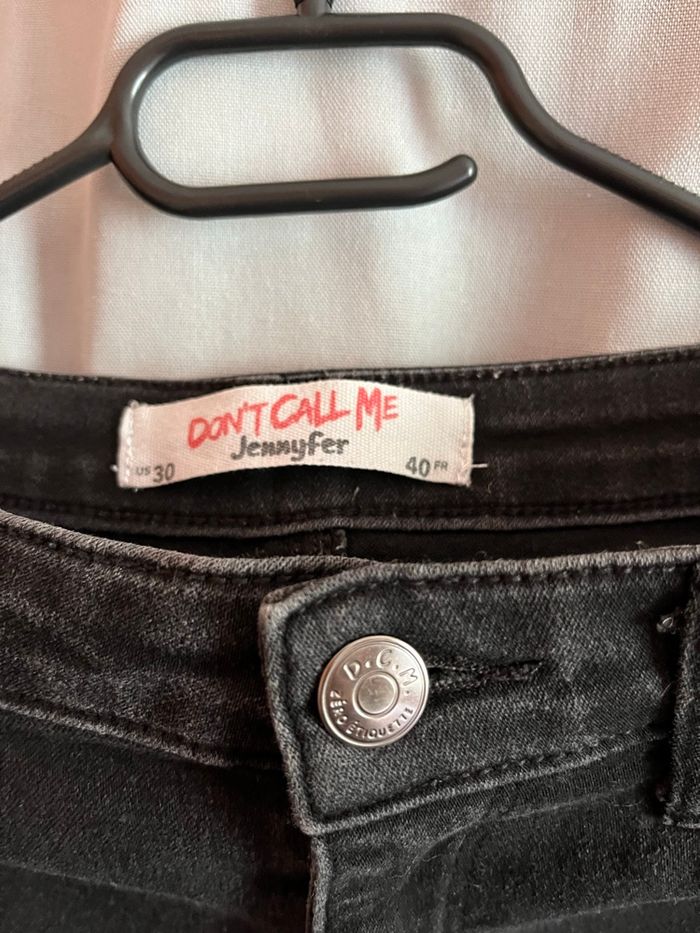 DON'T CALL ME
Jennyfer
US 30
40 FR
D.C.M.
ZÉRO ÉTIQUETTE